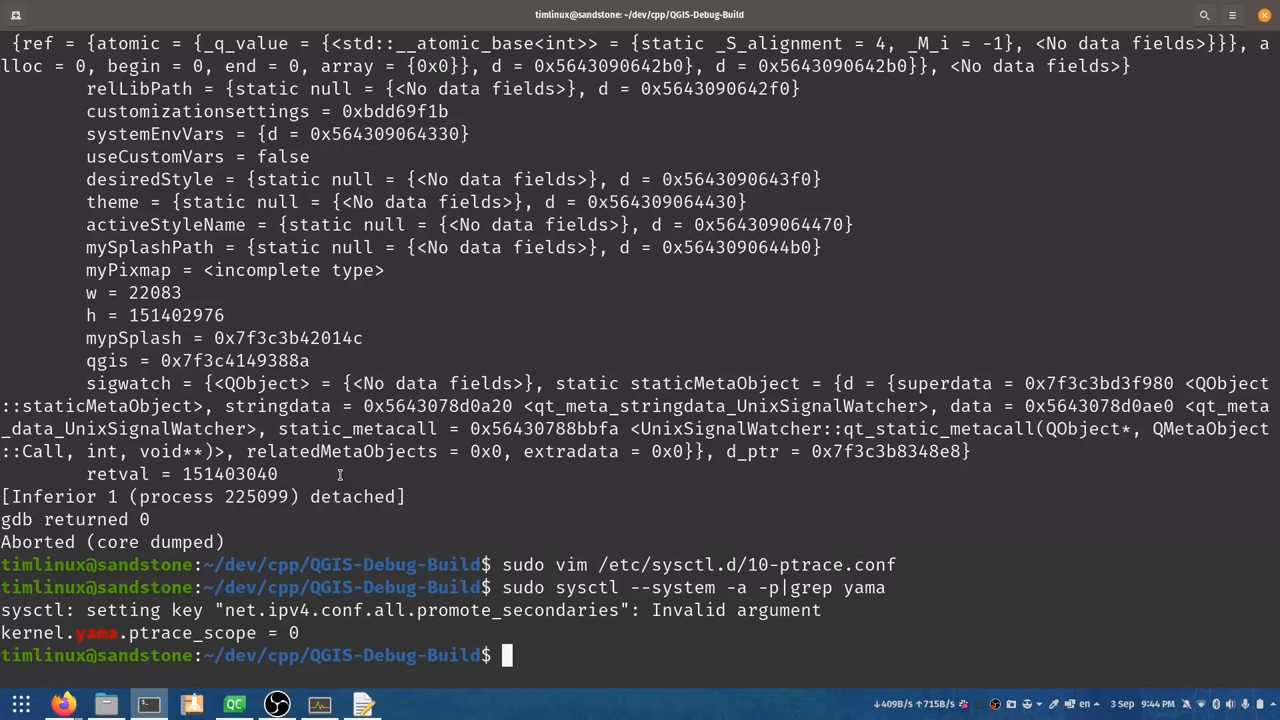 timlinux@sandstone: ~/dev/cpp/QGIS-Debug-Build
{ref = {atomic = {_q_value = {<std::__atomic_base<int>> = {static _S_alignment = 4, _M_i = -1}, <No data fields>}}}, a
lloc = 0, begin = 0, end = 0, array = {0x0}}, d = 0x5643090642b0}, d = 0x5643090642b0}}, <No data fields>}
relLibPath = {static null = {<No data fields>}, d = 0x5643090642f0}
customizationsettings = 0xbdd69f1b
systemEnvVars = {d = 0x564309064330}
useCustomVars = false
desiredStyle = {static null = {<No data fields>}, d = 0x5643090643f0}
theme = {static null = {<No data fields>}, d = 0x564309064430}
activeStyleName = {static null = {<No data fields>}, d = 0x564309064470}
mySplashPath = {static null = {<No data fields>}, d = 0x5643090644b0}
myPixmap = <incomplete type>
w = 22083
h = 151402976
mypSplash = 0x7f3c3b42014c
qgis = 0x7f3c4149388a
sigwatch = {<QObject> = {<No data fields>}, static staticMetaObject = {d = {superdata = 0x7f3c3bd3f980 <QObject
::staticMetaObject>, stringdata = 0x5643078d0a20 <qt_meta_stringdata_UnixSignalWatcher>, data = 0x5643078d0ae0 <qt_meta
_data_UnixSignalWatcher>, static_metacall = 0x56430788bbfa <UnixSignalWatcher::qt_static_metacall(QObject*, QMetaObject
::Call, int, void**)>, relatedMetaObjects = 0x0, extradata = 0x0}}, d_ptr = 0x7f3c3b8348e8}
retval = 151403040
[Inferior 1 (process 225099) detached]
gdb returned 0
Aborted (core dumped)
timlinux@sandstone:~/dev/cpp/QGIS-Debug-Build$ sudo vim /etc/sysctl.d/10-ptrace.conf
timlinux@sandstone:~/dev/cpp/QGIS-Debug-Build$ sudo sysctl --system -a -p|grep yama
sysctl: setting key "net.ipv4.conf.all.promote_secondaries": Invalid argument
kernel.yama.ptrace_scope = 0
timlinux@sandstone:~/dev/cpp/QGIS-Debug-Build$
QC
↓409B/s ↑715B/s
en
3 Sep
9:44 PM